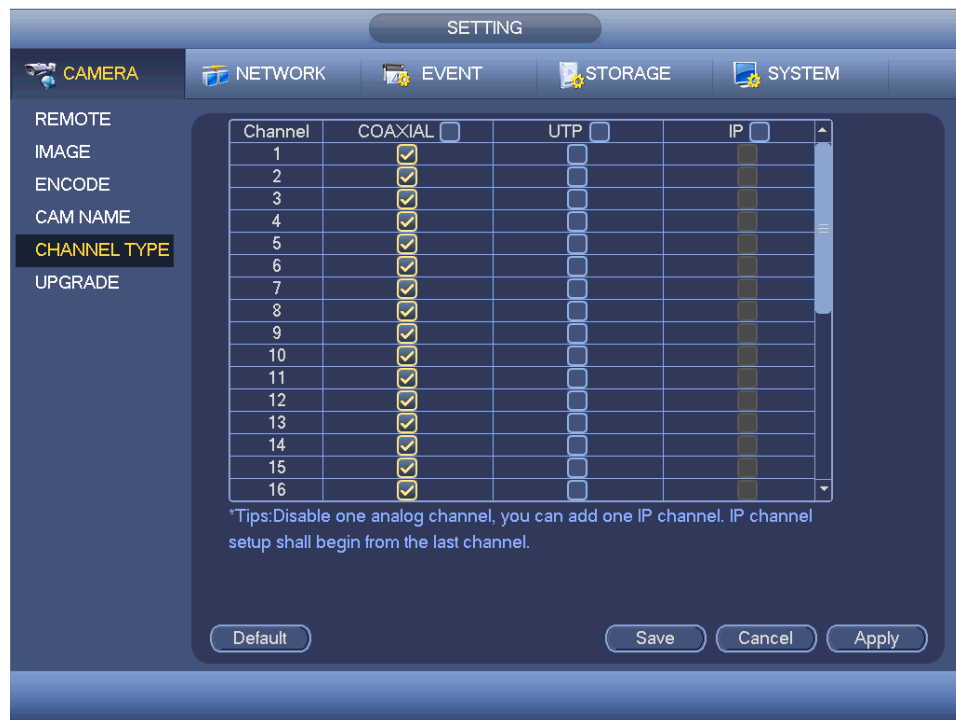 SETTING
CAMERA NETWORK EVENT STORAGE SYSTEM
REMOTE
IMAGE
ENCODE
CAM NAME
CHANNEL TYPE
UPGRADE
Channel COAXIAL UTP IP
1
2
3
4
5
6
7
8
9
10
11
12
13
14
15
16
*Tips:Disable one analog channel, you can add one IP channel. IP channel
setup shall begin from the last channel.
Default Save Cancel Apply